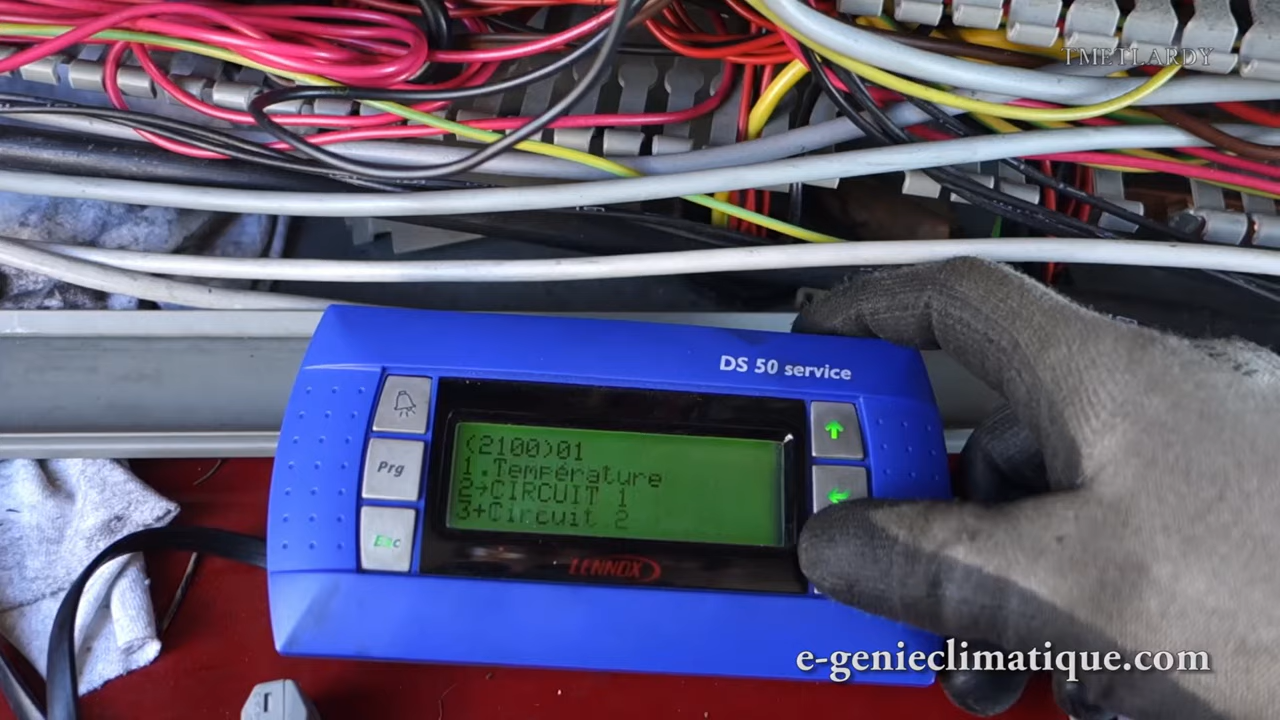 TMETLARDY
DS 50 service
Prg
Esc
(2100)01
1.Température
2→CIRCUIT 1
3+Circuit 2
LENNOX
e-genieclimatique.com